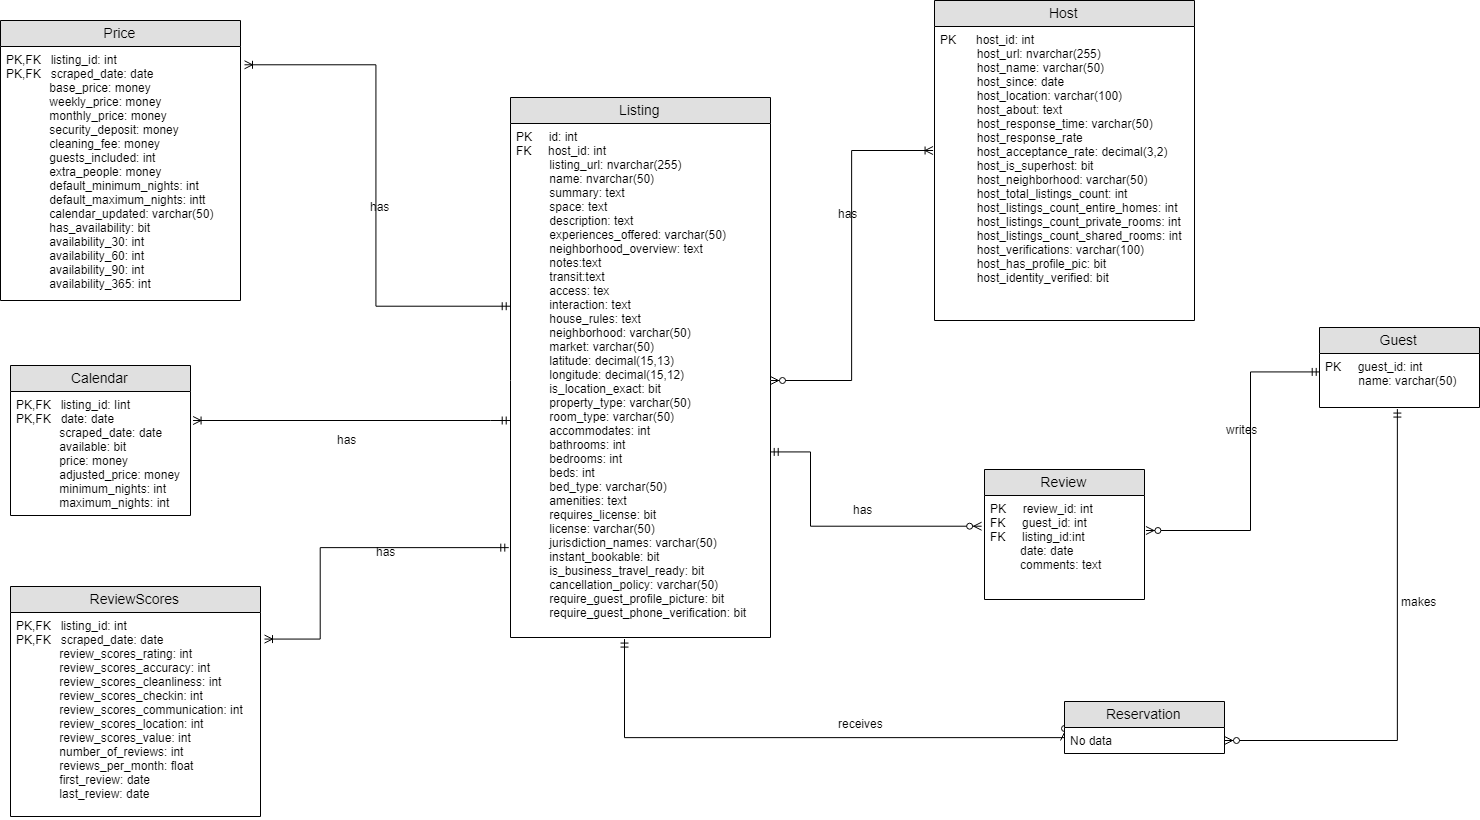 Price
PK,FK listing_id: int
PK,FK scraped_date: date
base_price: money
weekly_price: money
monthly_price: money
security_deposit: money
cleaning_fee: money
guests_included: int
extra_people: money
default_minimum_nights: int
default_maximum_nights: intt
calendar_updated: varchar(50)
has_availability: bit
availability_30: int
availability_60: int
availability_90: int
availability_365: int
has
Calendar
PK,FK listing_id: Iint
PK,FK date: date
scraped_date: date
available: bit
price: money
adjusted_price: money
minimum_nights: int
maximum_nights: int
has
ReviewScores
PK,FK listing_id: int
PK,FK scraped_date: date
review_scores_rating: int
review_scores_accuracy: int
review_scores_cleanliness: int
review_scores_checkin: int
review_scores_communication: int
review_scores_location: int
review_scores_value: int
number_of_reviews: int
reviews_per_month: float
first_review: date
last_review: date
has
Listing
PK id: int
FK host_id: int
listing_url: nvarchar(255)
name: nvarchar(50)
summary: text
space: text
description: text
experiences_offered: varchar(50)
neighborhood_overview: text
notes:text
transit:text
access: tex
interaction: text
house_rules: text
neighborhood: varchar(50)
market: varchar(50)
latitude: decimal(15,13)
longitude: decimal(15,12)
is_location_exact: bit
property_type: varchar(50)
room_type: varchar(50)
accommodates: int
bathrooms: int
bedrooms: int
beds: int
bed_type: varchar(50)
amenities: text
requires_license: bit
license: varchar(50)
jurisdiction_names: varchar(50)
instant_bookable: bit
is_business_travel_ready: bit
cancellation_policy: varchar(50)
require_guest_profile_picture: bit
require_guest_phone_verification: bit
has
Host
PK host_id: int
host_url: nvarchar(255)
host_name: varchar(50)
host_since: date
host_location: varchar(100)
host_about: text
host_response_time: varchar(50)
host_response_rate
host_acceptance_rate: decimal(3,2)
host_is_superhost: bit
host_neighborhood: varchar(50)
host_total_listings_count: int
host_listings_count_entire_homes: int
host_listings_count_private_rooms: int
host_listings_count_shared_rooms: int
host_verifications: varchar(100)
host_has_profile_pic: bit
host_identity_verified: bit
Guest
PK guest_id: int
name: varchar(50)
writes
has
Review
PK review_id: int
FK guest_id: int
FK listing_id:int
date: date
comments: text
makes
receives
Reservation
No data